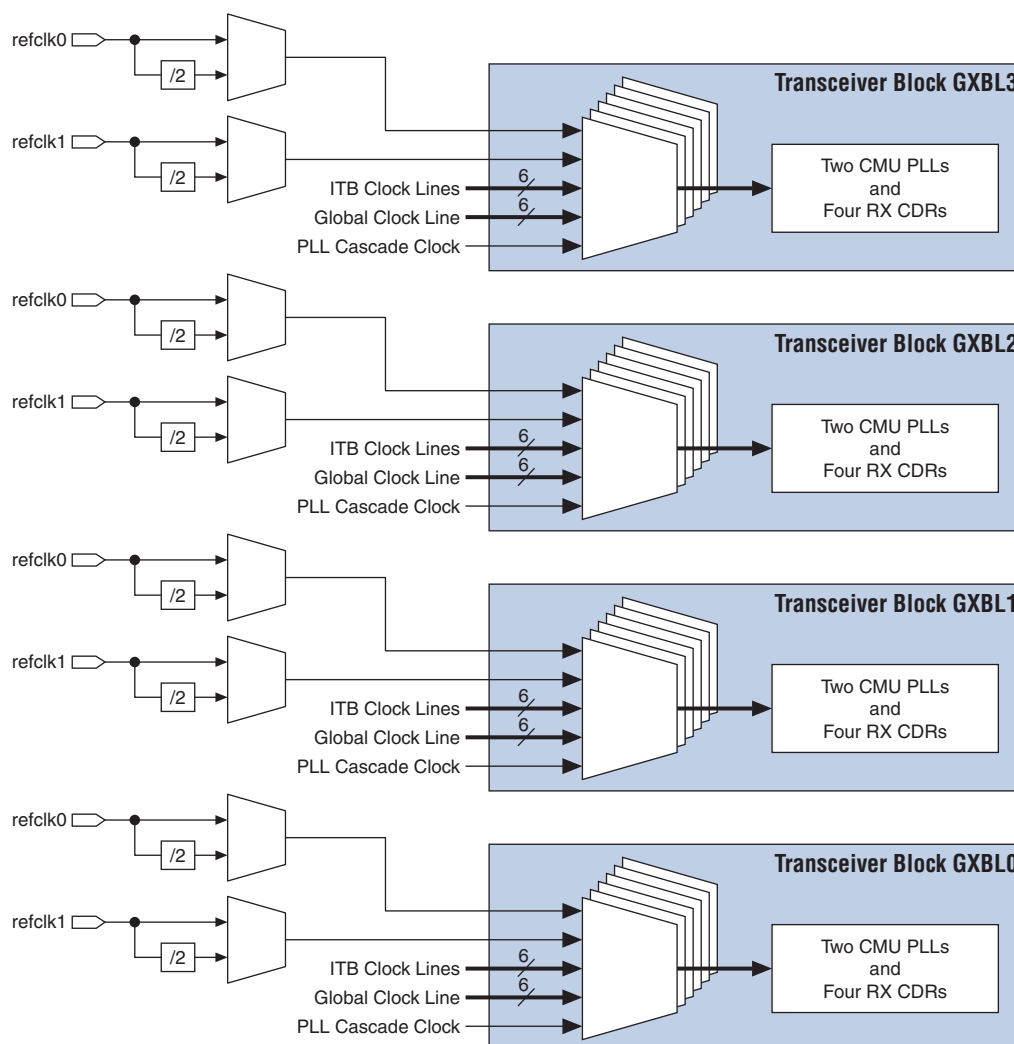 refclk0
/2
Transceiver Block GXBL3
refclk1
/2
ITB Clock Lines
6
Global Clock Line
6
PLL Cascade Clock
Two CMU PLLs
and
Four RX CDRs
refclk0
/2
Transceiver Block GXBL2
refclk1
/2
ITB Clock Lines
6
Global Clock Line
6
PLL Cascade Clock
Two CMU PLLs
and
Four RX CDRs
refclk0
/2
Transceiver Block GXBL1
refclk1
/2
ITB Clock Lines
6
Global Clock Line
6
PLL Cascade Clock
Two CMU PLLs
and
Four RX CDRs
refclk0
/2
Transceiver Block GXBL0
refclk1
/2
ITB Clock Lines
6
Global Clock Line
6
PLL Cascade Clock
Two CMU PLLs
and
Four RX CDRs